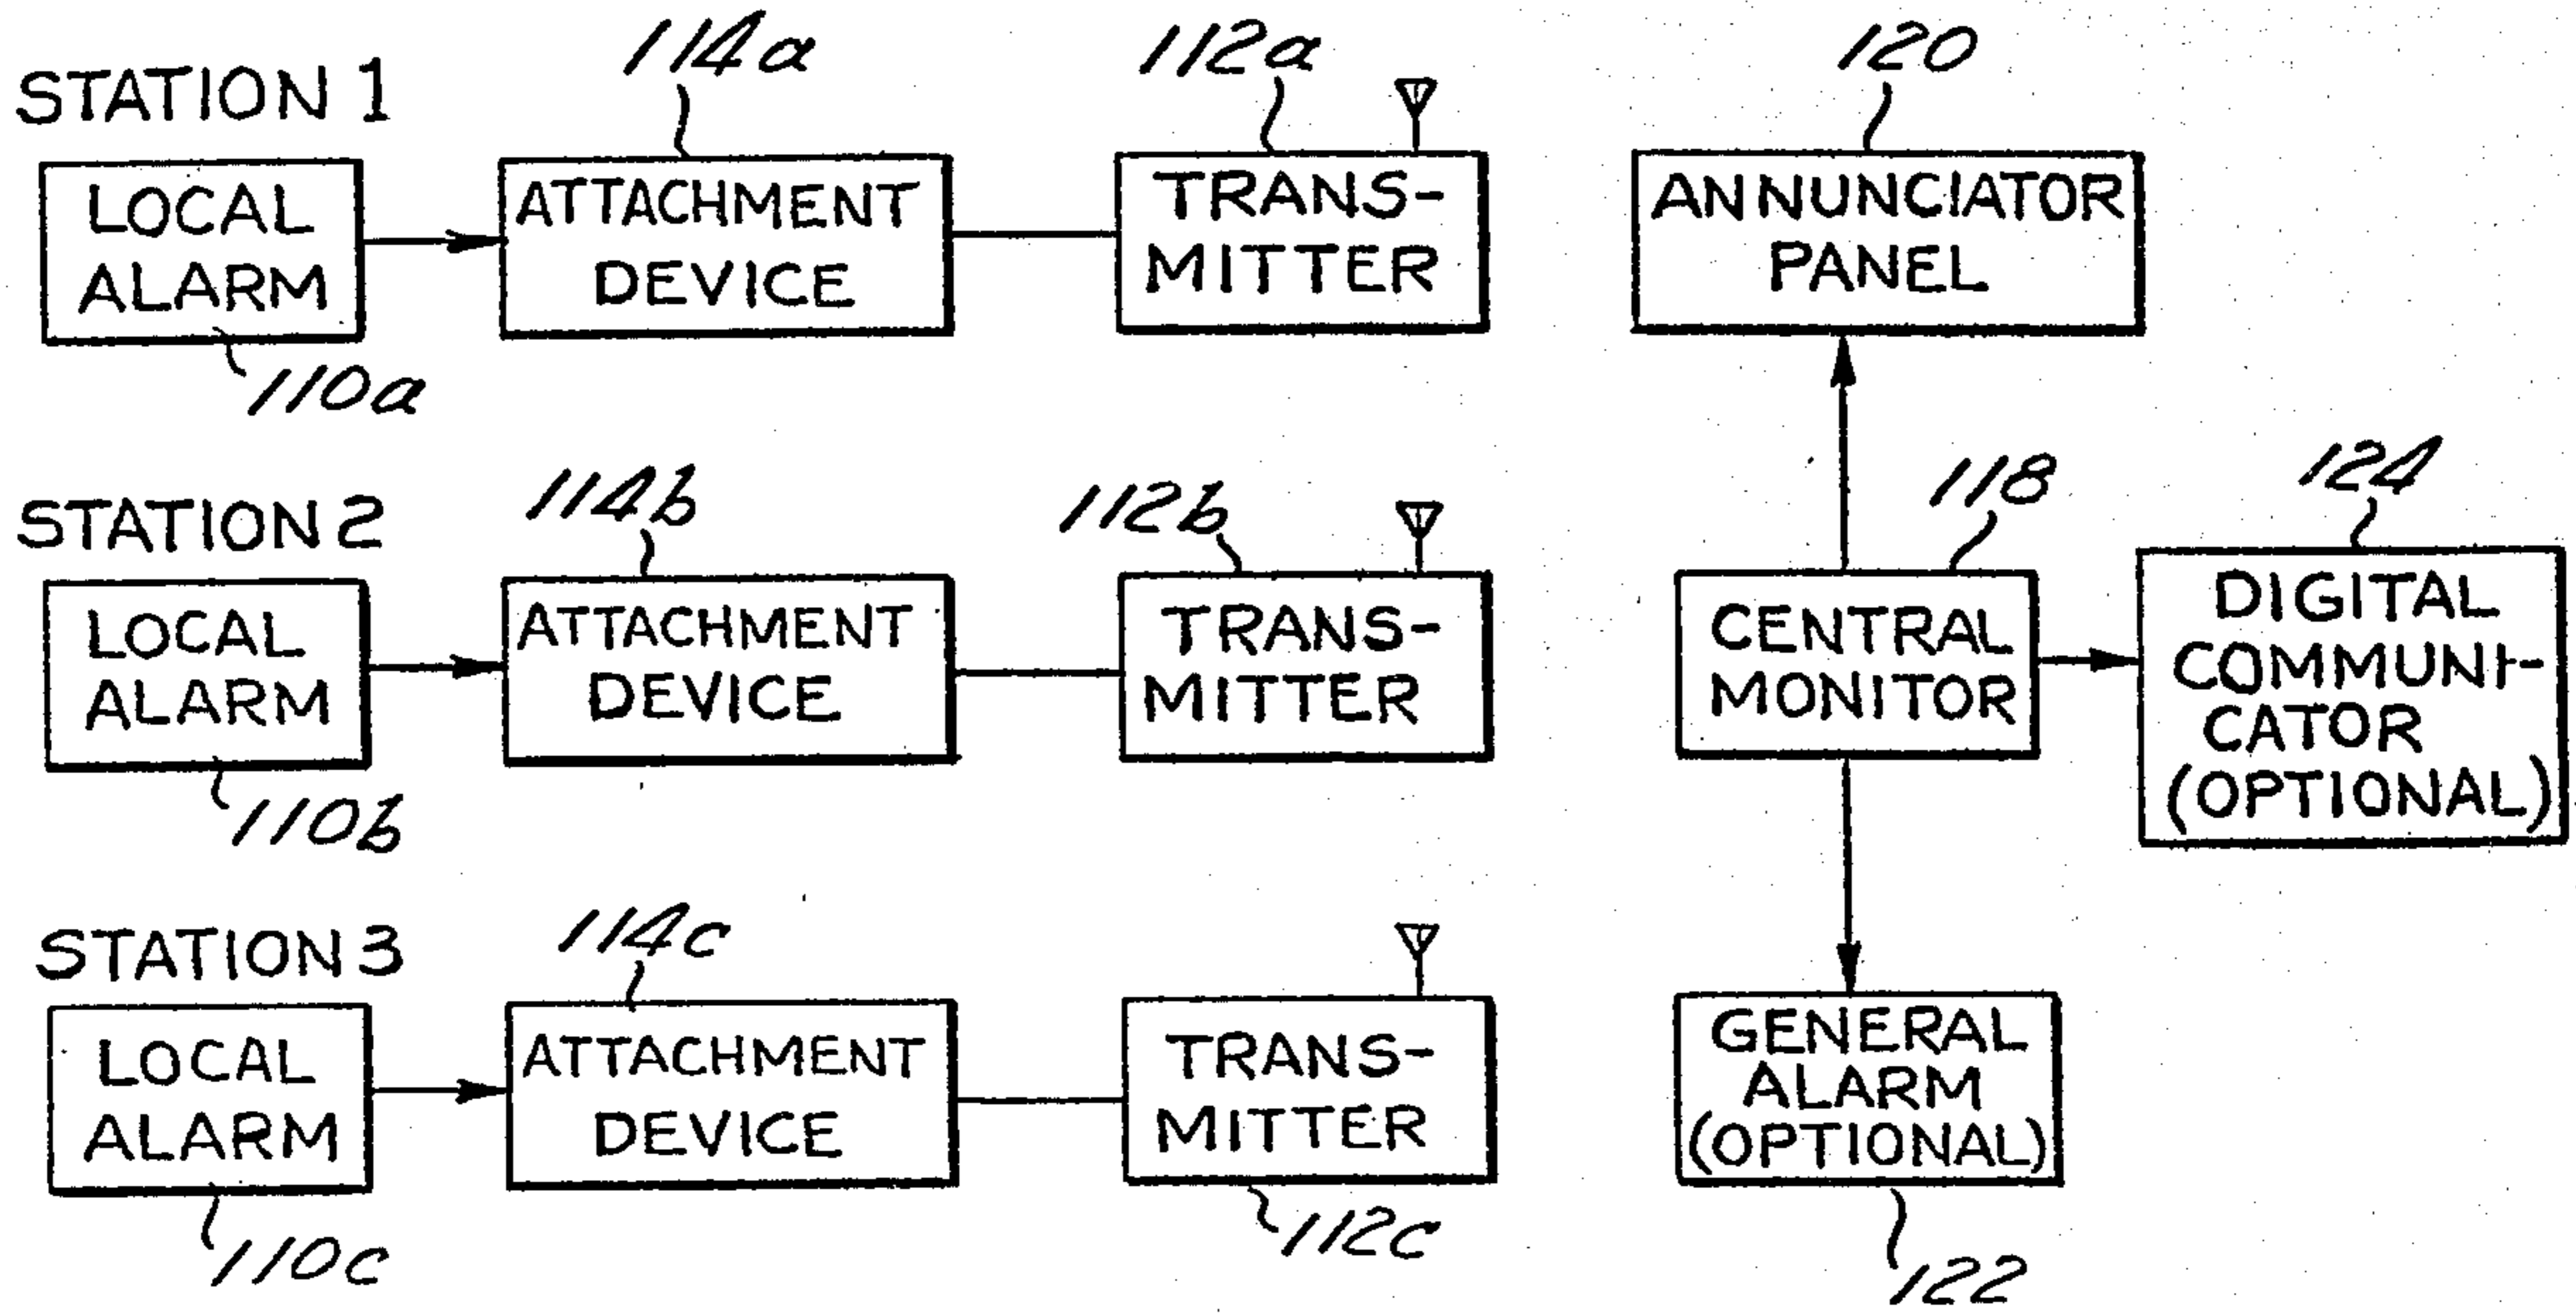 STATION 1
114a
112a
120
LOCAL
ALARM
ATTACHMENT
DEVICE
TRANS-
MITTER
ANNUNCIATOR
PANEL
110a
STATION 2
114b
112b
118
124
LOCAL
ALARM
ATTACHMENT
DEVICE
TRANS-
MITTER
CENTRAL
MONITOR
DIGITAL
COMMUNI-
CATOR
(OPTIONAL)
110b
STATION 3
114c
LOCAL
ALARM
ATTACHMENT
DEVICE
TRANS-
MITTER
GENERAL
ALARM
(OPTIONAL)
110c
112c
122